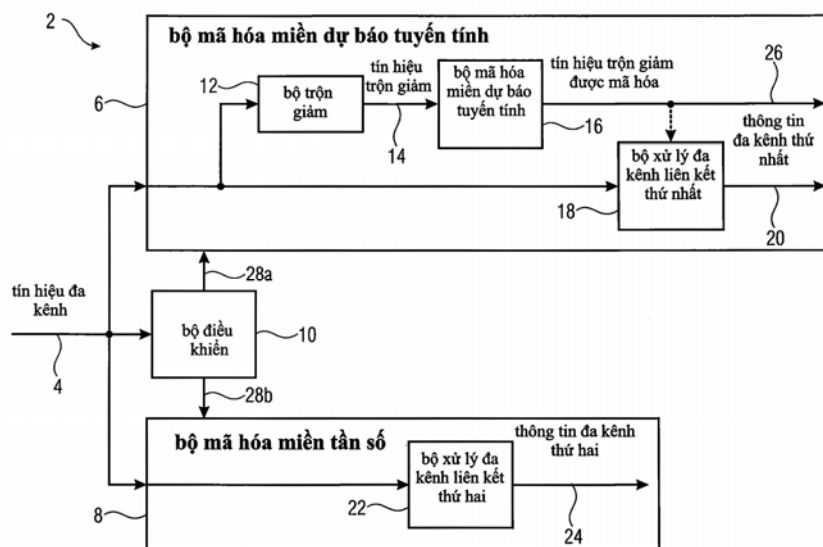 2
bộ mã hóa miền dự báo tuyến tính
6
12
bộ trộn
giảm
tín hiệu
trộn giảm
14
bộ mã hóa
miền dự báo
tuyến tính
16
tín hiệu trộn giảm
được mã hóa
26
thông tin
đa kênh thứ
nhất
bộ xử lý đa
kênh liên kết
thứ nhất
18
20
28a
tín hiệu đa
kênh
4
bộ điều
khiển
10
28b
bộ mã hóa miền tần số
8
bộ xử lý đa
kênh liên kết
thứ hai
22
thông tin đa kênh
thứ hai
24